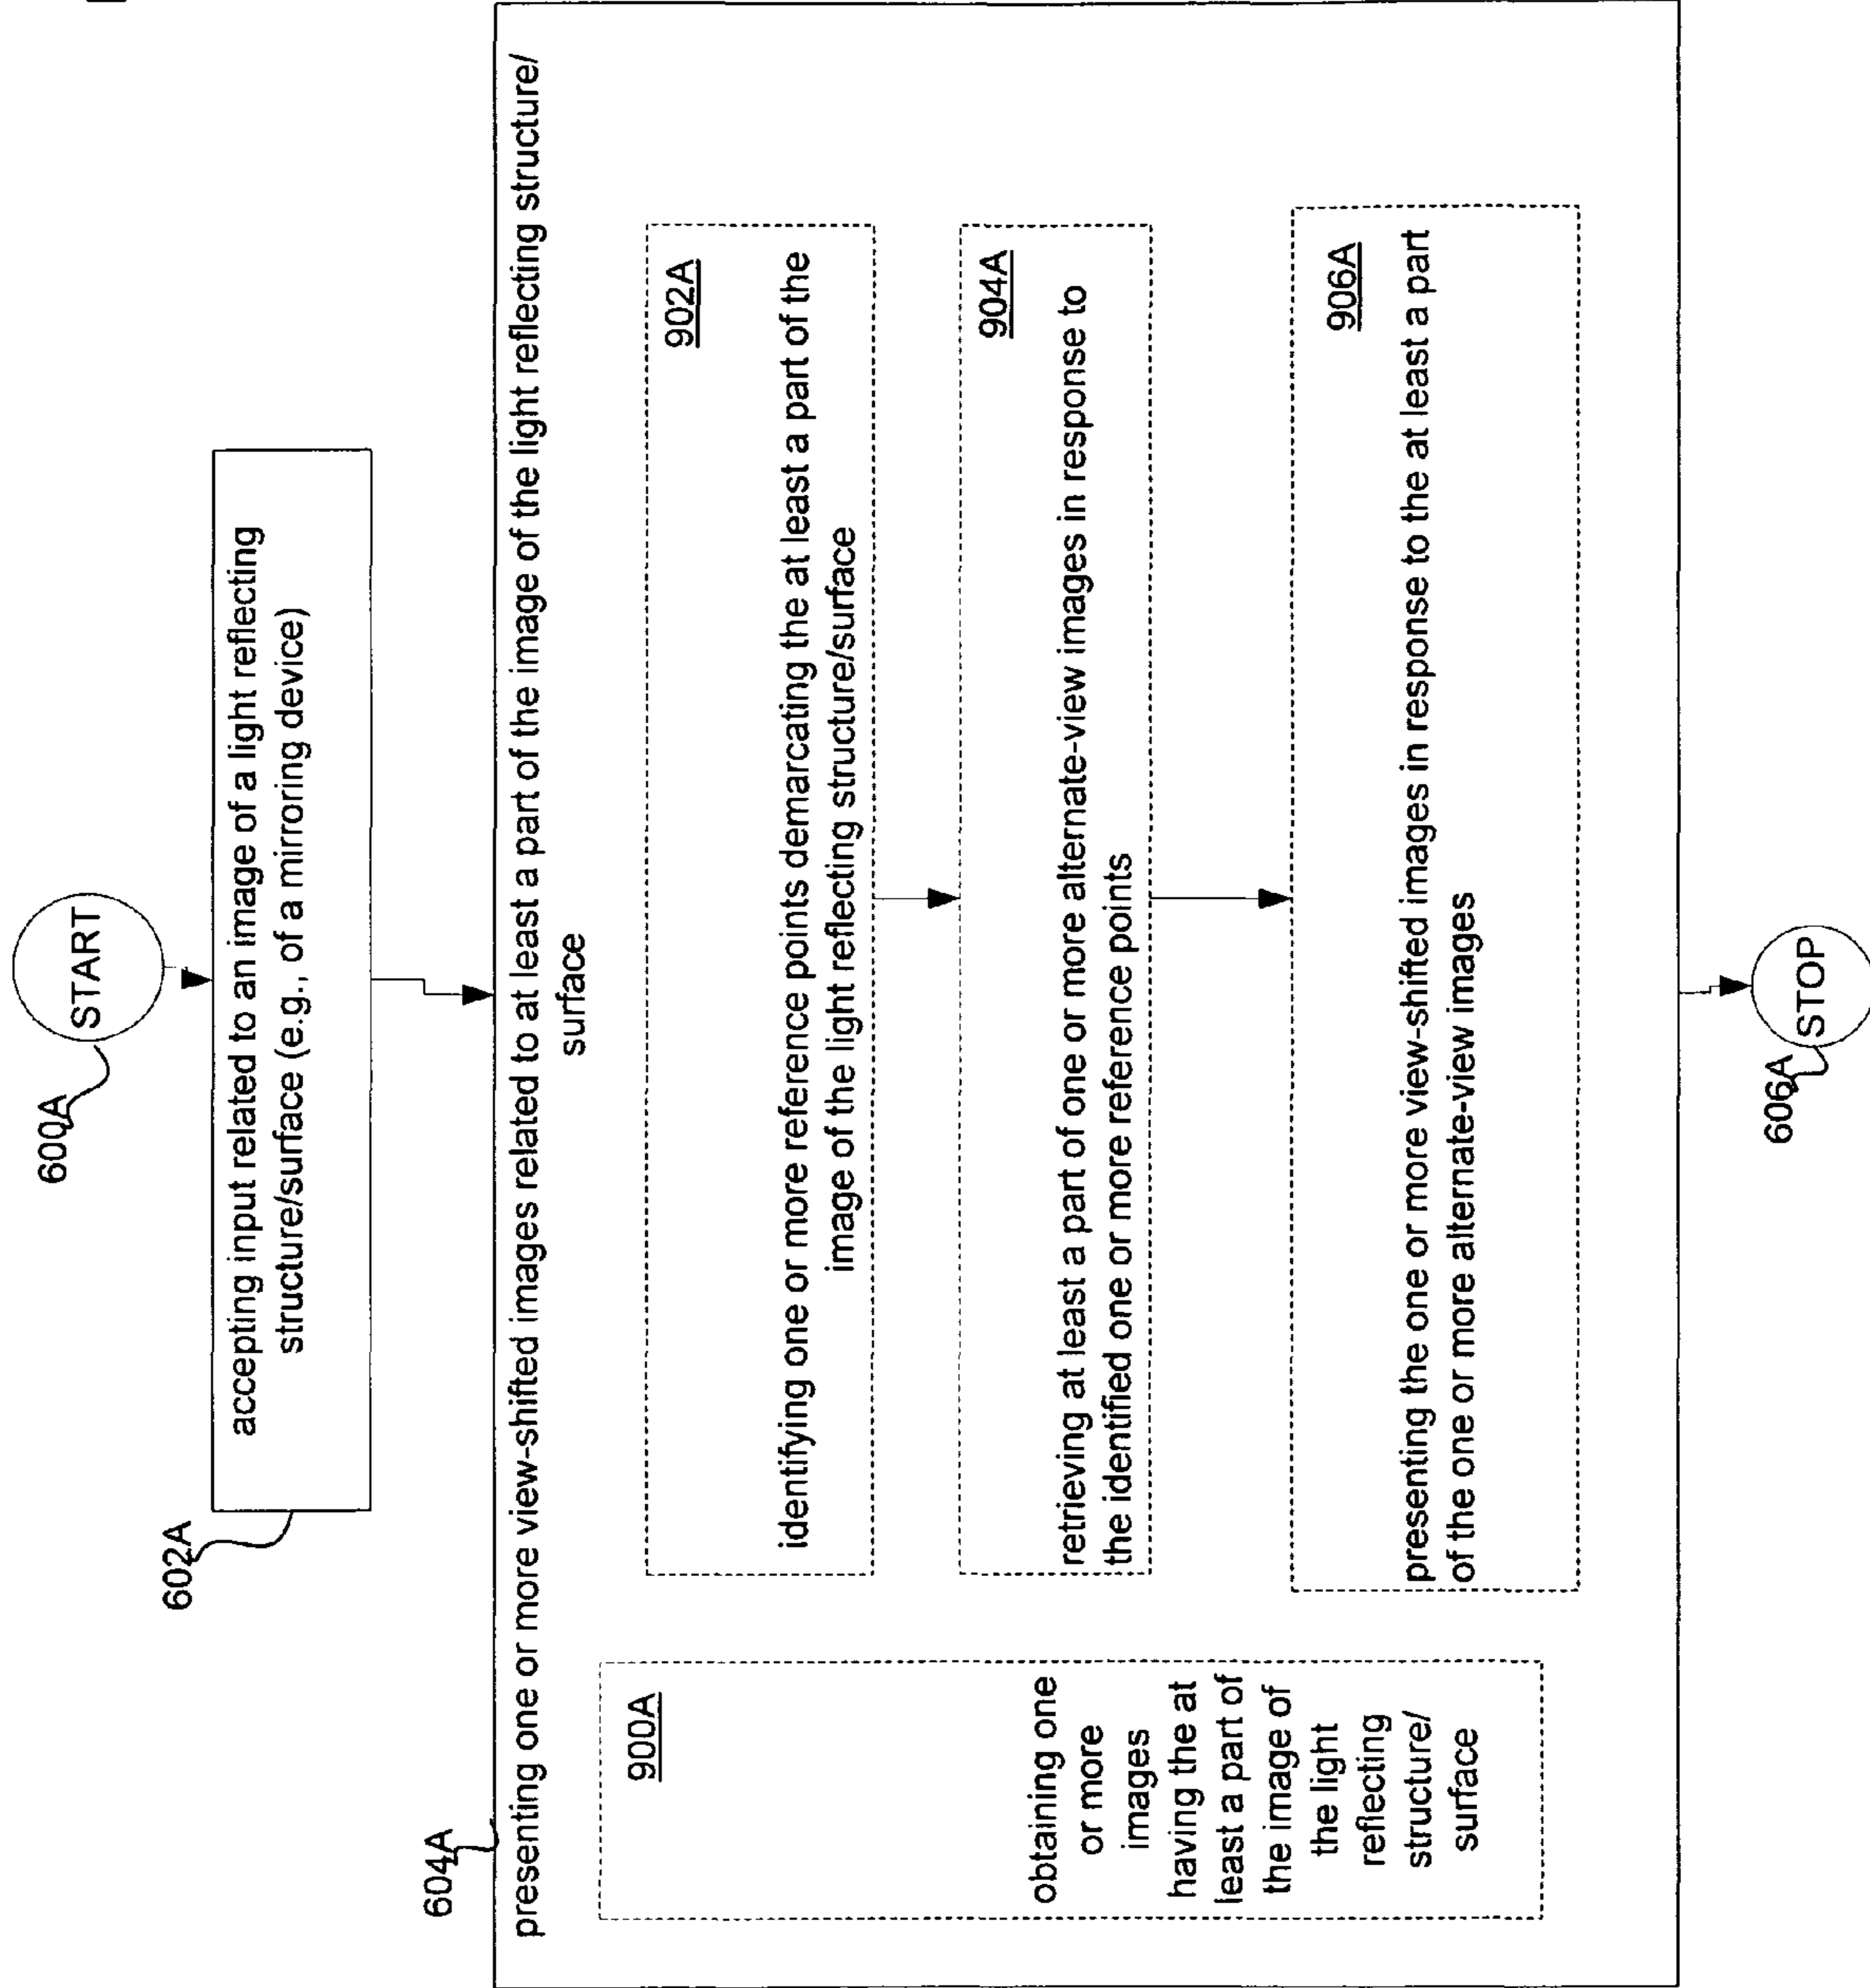 START
600A
602A
accepting input related to an image of a light reflecting
structure/surface (e.g., of a mirroring device)
604A
presenting one or more view-shifted images related to at least a part of the image of the light reflecting structure/
surface
900A
obtaining one
or more
images
having the at
least a part of
the image of
the light
reflecting
structure/
surface
902A
identifying one or more reference points demarcating the at least a part of the
image of the light reflecting structure/surface
904A
retrieving at least a part of one or more alternate-view images in response to
the identified one or more reference points
906A
presenting the one or more view-shifted images in response to the at least a part
of the one or more alternate-view images
606A
STOP